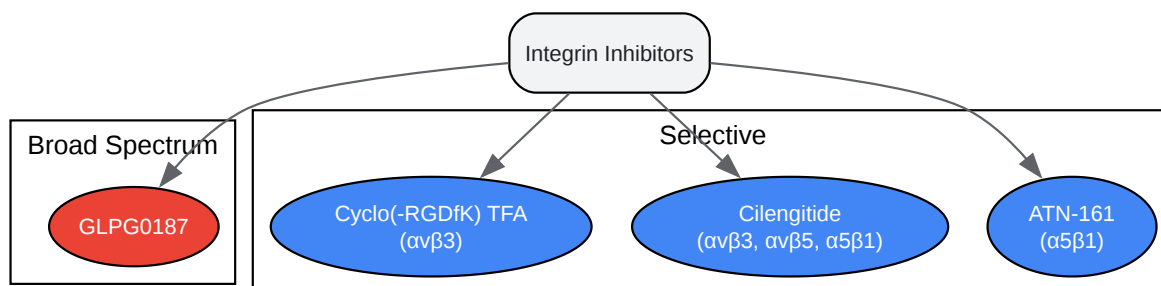 Integrin Inhibitors
Broad Spectrum
Selective
GLPG0187
Cyclo(-RGDfK) TFA
(αvβ3)
Cilengitide
(αvβ3, αvβ5, α5β1)
ATN-161
(α5β1)